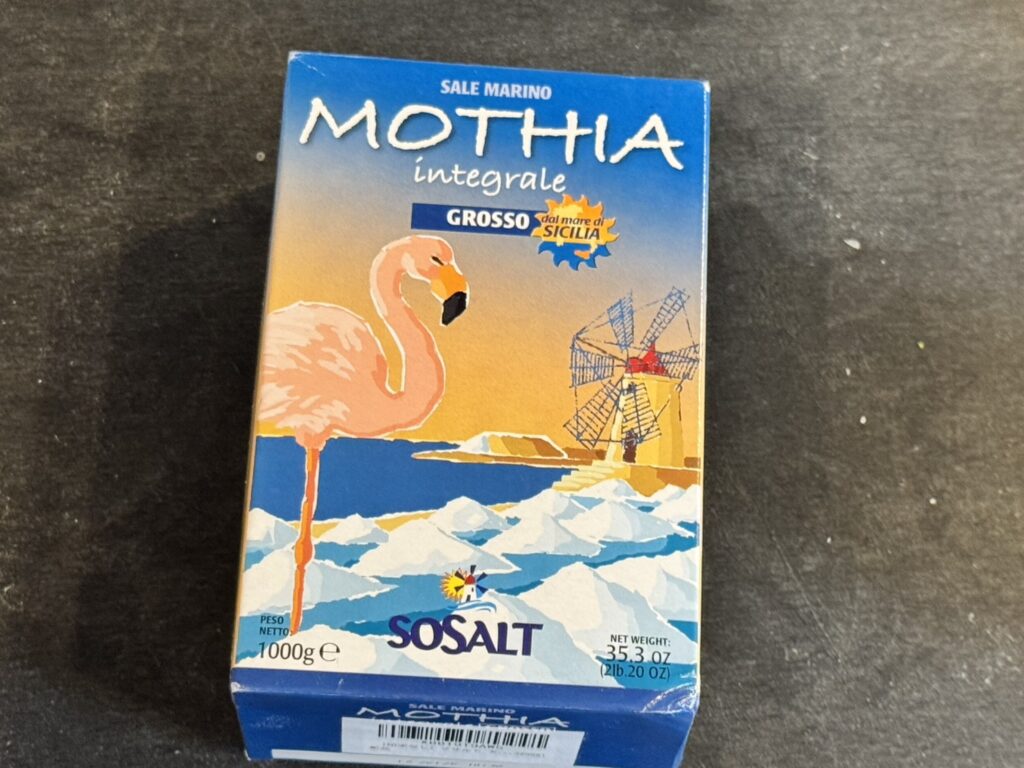 SALE MARINO
MOTHIA
integrale
GROSSO
dal mare di
SICILIA
SOSALT
PESO
NETTO:
1000g ℮
NET WEIGHT:
35.3 OZ
(2lb.20 OZ)
SALE MARINO
MOTHIA